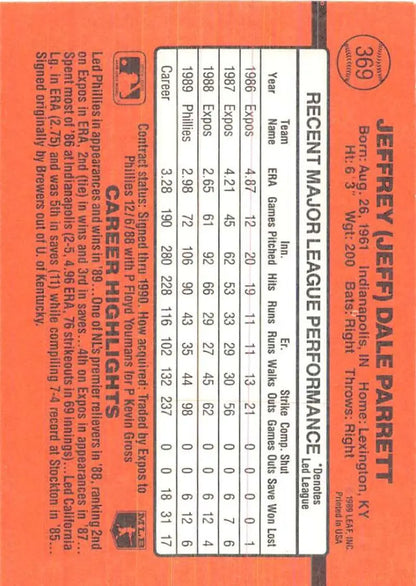 369
JEFFREY (JEFF) DALE PARRETT
Born: Aug. 26, 1961 Indianapolis, IN Home: Lexington, KY
Ht: 6'3" Wgt: 200 Bats: Right Throws: Right
1989 LEAF, INC.
Printed in USA
RECENT MAJOR LEAGUE PERFORMANCE
*Denotes
Led League
Team Inn. Er. Strike Comp. Shut
Year Name ERA Games Pitched Hits Runs Runs Walks Outs Games Outs Save Won Lost
1986 Expos 4.87 12 20 19 11 11 13 21 0 0 1
1987 Expos 4.21 45 62 53 33 29 30 56 6 7 6
1988 Expos 2.65 61 92 66 29 27 45 62 6 12 4
1989 Phillies 2.98 72 106 90 43 35 44 98 0 6 12 6
Career 3.28 190 280 228 116 102 132 237 0 18 31 17
Contract status: Signed thru 1990 How acquired: Traded by Expos to
Phillies 12/6/88 with P Floyd Youmans for P Kevin Gross
CAREER HIGHLIGHTS
MLB
Led Phillies in appearances and wins in '89 ... One of NL's premier relievers in '88, ranking 2nd
on Expos in ERA, 2nd (tie) in wins and 3rd in saves... 4th on Expos in appearances in '87...
Spent most of '86 at Indianapolis (2-5, 4.96 ERA, 76 strikeouts in 69 innings)... Led California
Lg. in ERA (2.75) and was 5th in saves (11) while compiling 7-4 record at Stockton in '85...
Signed originally by Brewers out of U. of Kentucky.